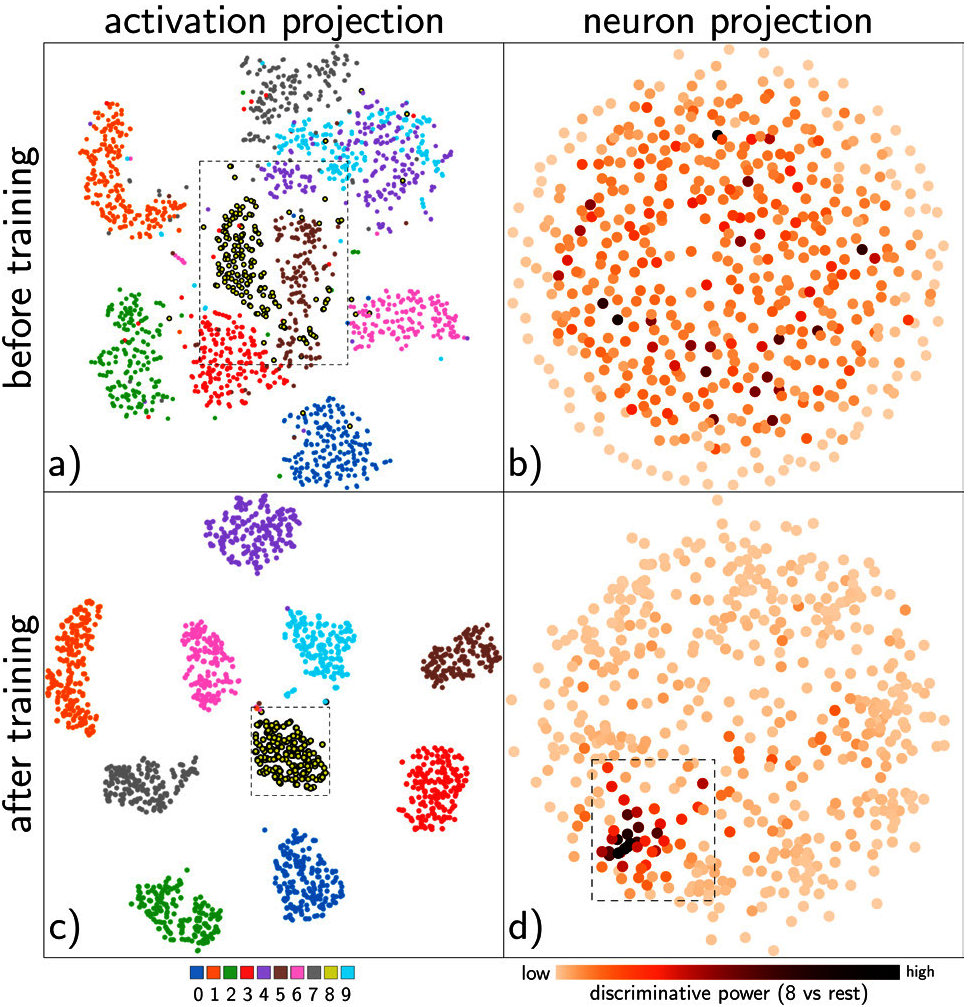 activation projection
neuron projection
before training
a)
b)
after training
c)
d)
0 1 2 3 4 5 6 7 8 9
low
high
discriminative power (8 vs rest)